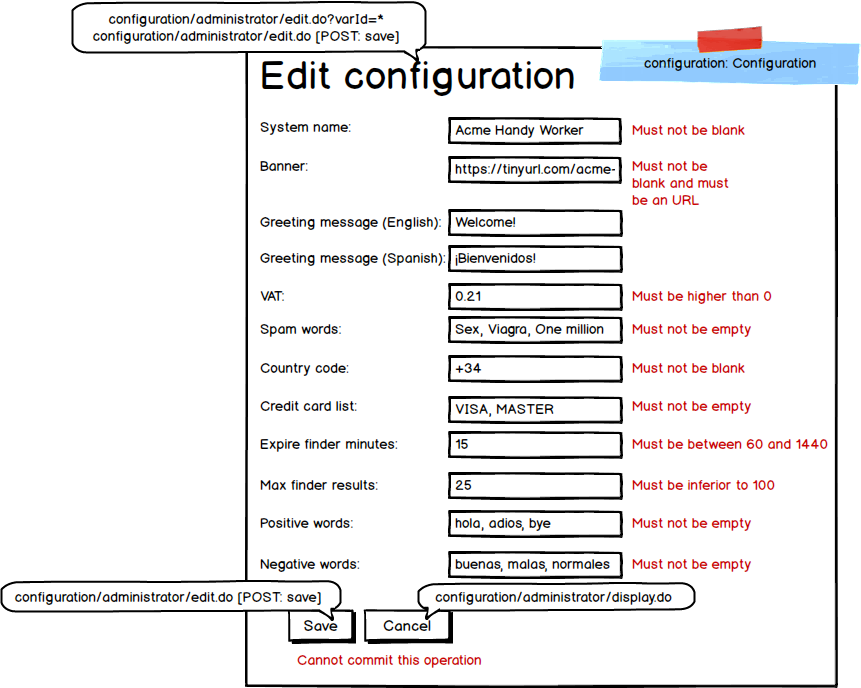 configuration/administrator/edit.do?varId=*
configuration/administrator/edit.do [POST: save]
Edit configuration
configuration: Configuration
System name:
Acme Handy Worker
Must not be blank
Banner:
https://tinyurl.com/acme-
Must not be
blank and must
be an URL
Greeting message (English):
Welcome!
Greeting message (Spanish):
¡Bienvenidos!
VAT:
0.21
Must be higher than 0
Spam words:
Sex, Viagra, One million
Must not be empty
Country code:
+34
Must not be blank
Credit card list:
VISA, MASTER
Must not be empty
Expire finder minutes:
15
Must be between 60 and 1440
Max finder results:
25
Must be inferior to 100
Positive words:
hola, adios, bye
Must not be empty
Negative words:
buenas, malas, normales
Must not be empty
configuration/administrator/edit.do [POST: save]
configuration/administrator/display.do
Save
Cancel
Cannot commit this operation